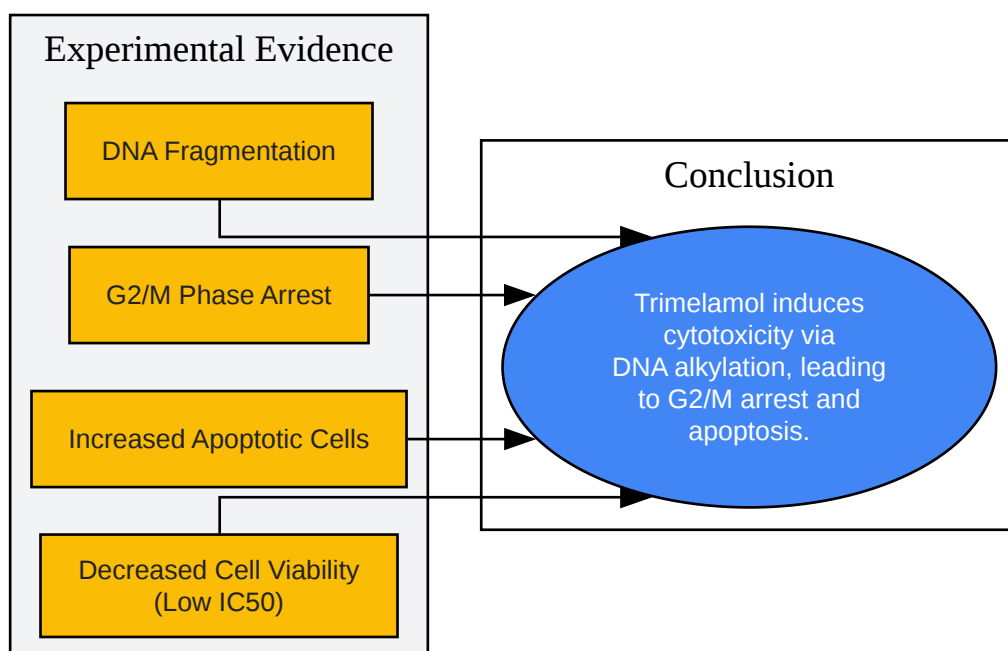 Experimental Evidence
DNA Fragmentation
G2/M Phase Arrest
Increased Apoptotic Cells
Decreased Cell Viability
(Low IC50)
Conclusion
Trimelamol induces
cytotoxicity via
DNA alkylation, leading
to G2/M arrest and
apoptosis.